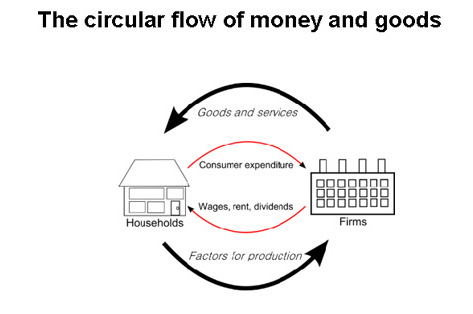 The circular flow of money and goods
Goods and services
Consumer expenditure
Wages, rent, dividends
Households
Firms
Factors for production